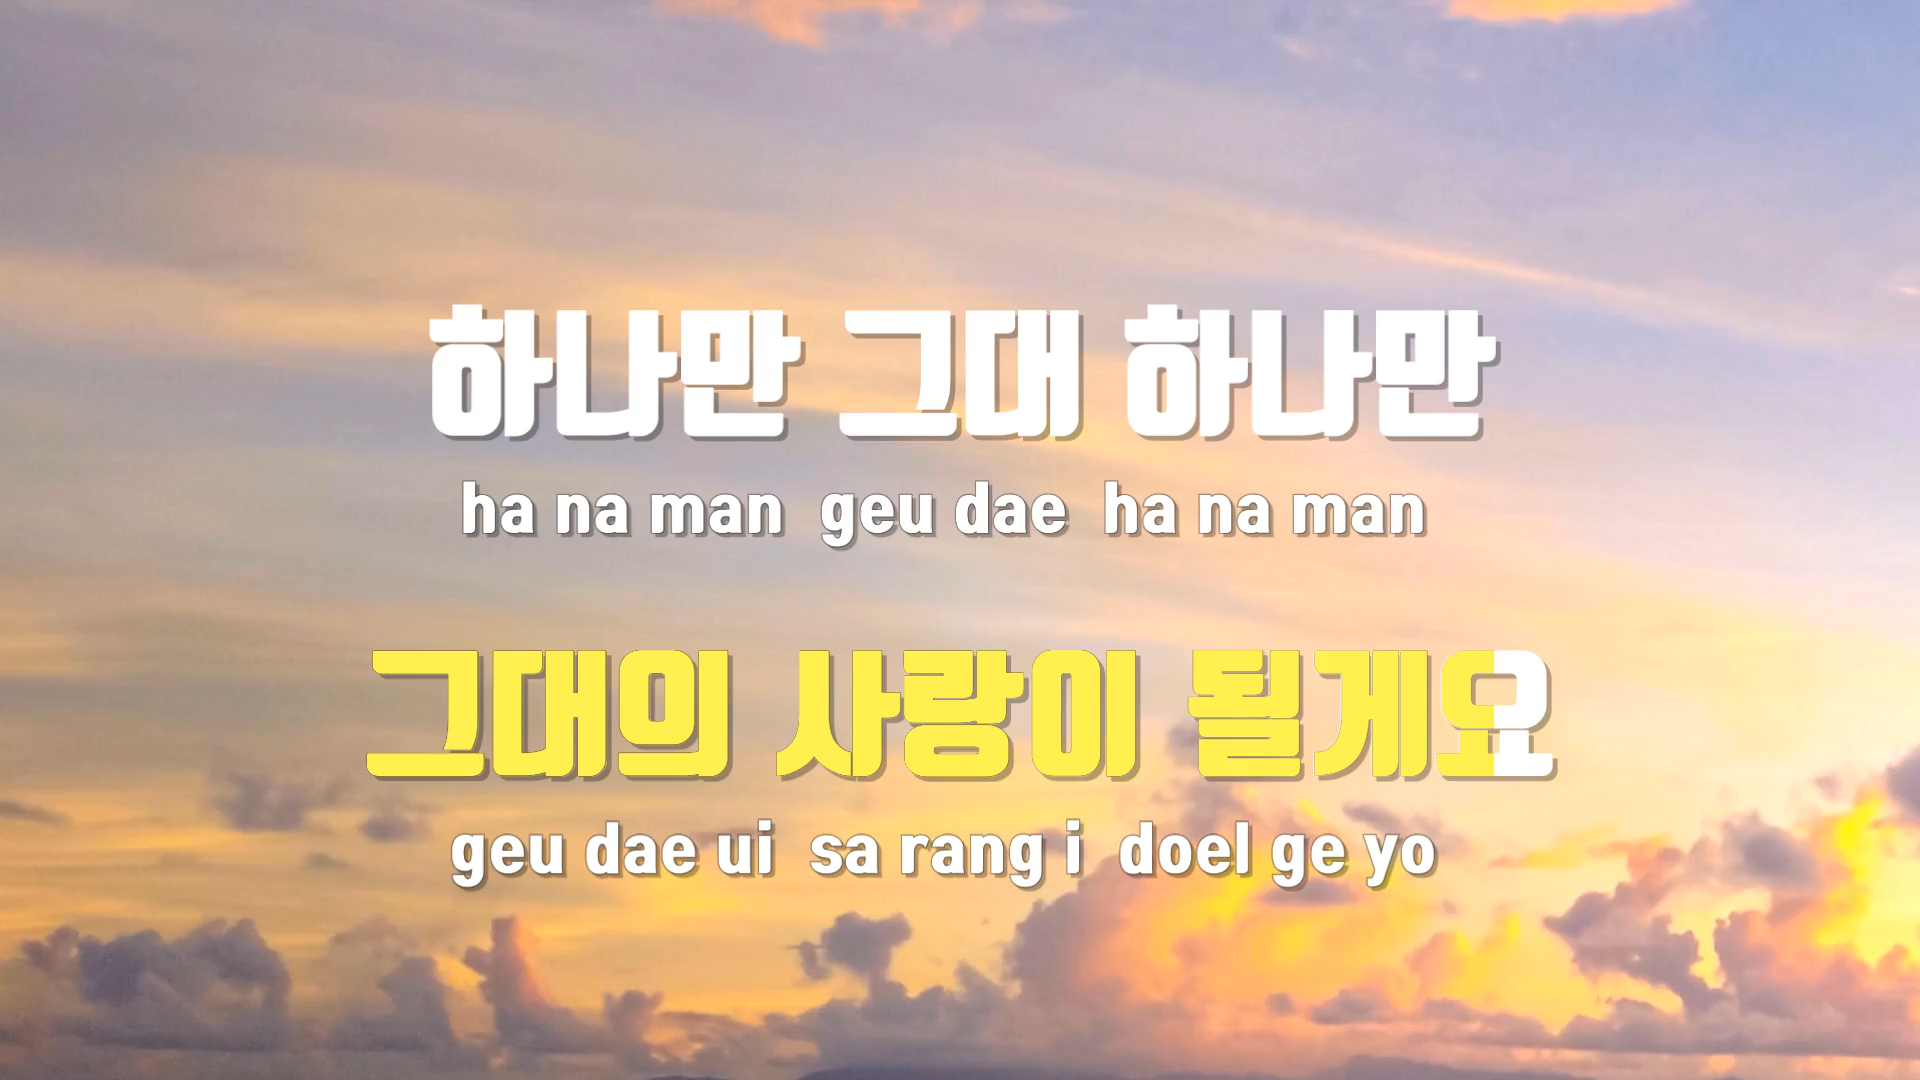 하나만 그대 하나만
ha na man geu dae ha na man
그대의 사랑이 될게요
geu dae ui sa rang i doel ge yo